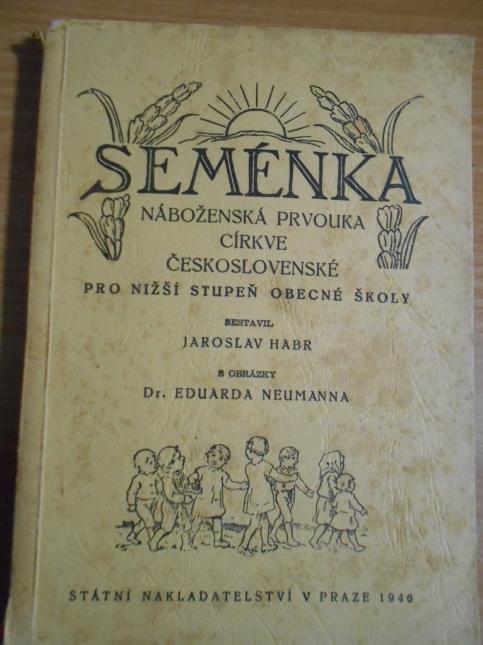 SEMÉNKA
NÁBOŽENSKÁ PRVOUKA
CÍRKVE
ČESKOSLOVENSKÉ
PRO NIŽŠÍ STUPEŇ OBECNÉ ŠKOLY
SESTAVIL
JAROSLAV HABR
S OBRÁZKY
Dr. EDUARDA NEUMANNA
STÁTNÍ NAKLADATELSTVÍ V PRAZE 1946